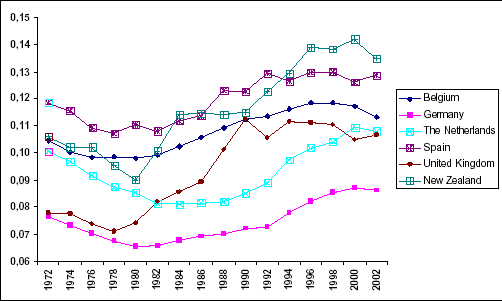 0,15
0,14
0,13
0,12
0,11
0,10
0,09
0,08
0,07
0,06
1972 1974 1976 1978 1980 1982 1984 1986 1988 1990 1992 1994 1996 1998 2000 2002
Belgium
Germany
The Netherlands
Spain
United Kingdom
New Zealand